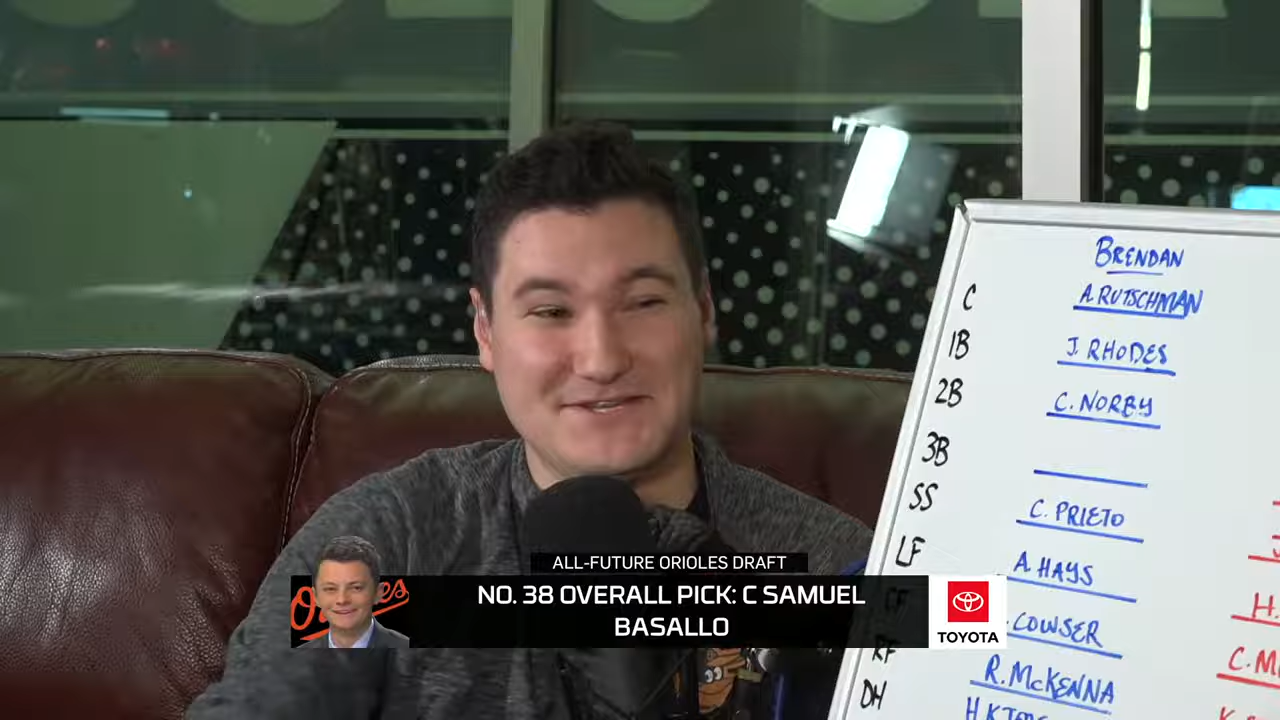 BRENDAN
C A.RUTSCHMAN
1B J. RHODES
2B C.NORBY
3B
SS C. PRIETO
LF A.HAYS
COWSER
RF R.McKENNA
DH
C.M
ALL-FUTURE ORIOLES DRAFT
NO. 38 OVERALL PICK: C SAMUEL
BASALLO
TOYOTA